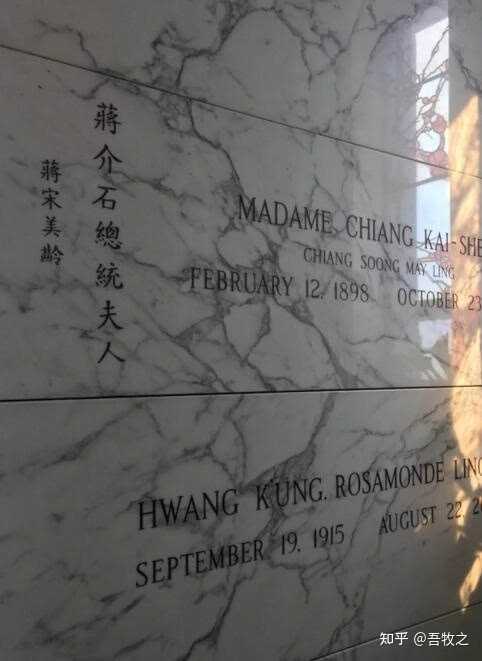 蔣介石總統夫人
蔣宋美齡
MADAME CHIANG KAI-SHE
CHIANG SOONG MAY LING
FEBRUARY 12, 1898 OCTOBER 23
HWANG K'UNG, ROSAMONDE LING
SEPTEMBER 19, 1915 AUGUST 22, 2
知乎 @吾牧之